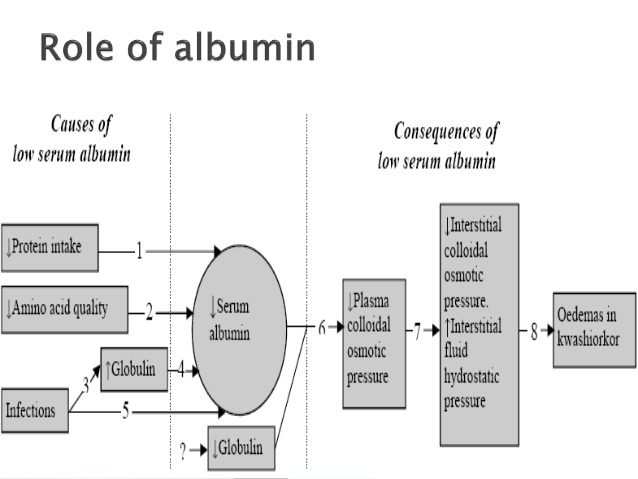 Role of albumin
Causes of
low serum albumin
Consequences of
low serum albumin
↓Protein intake
1
↓Amino acid quality
2
↑Globulin
3
4
Infections
5
↓Serum
albumin
?
↓Globulin
6
↓Plasma
colloidal
osmotic
pressure
7
↓Interstitial
colloidal
osmotic
pressure.
↑Interstitial
fluid
hydrostatic
pressure
8
Oedemas in
kwashiorkor